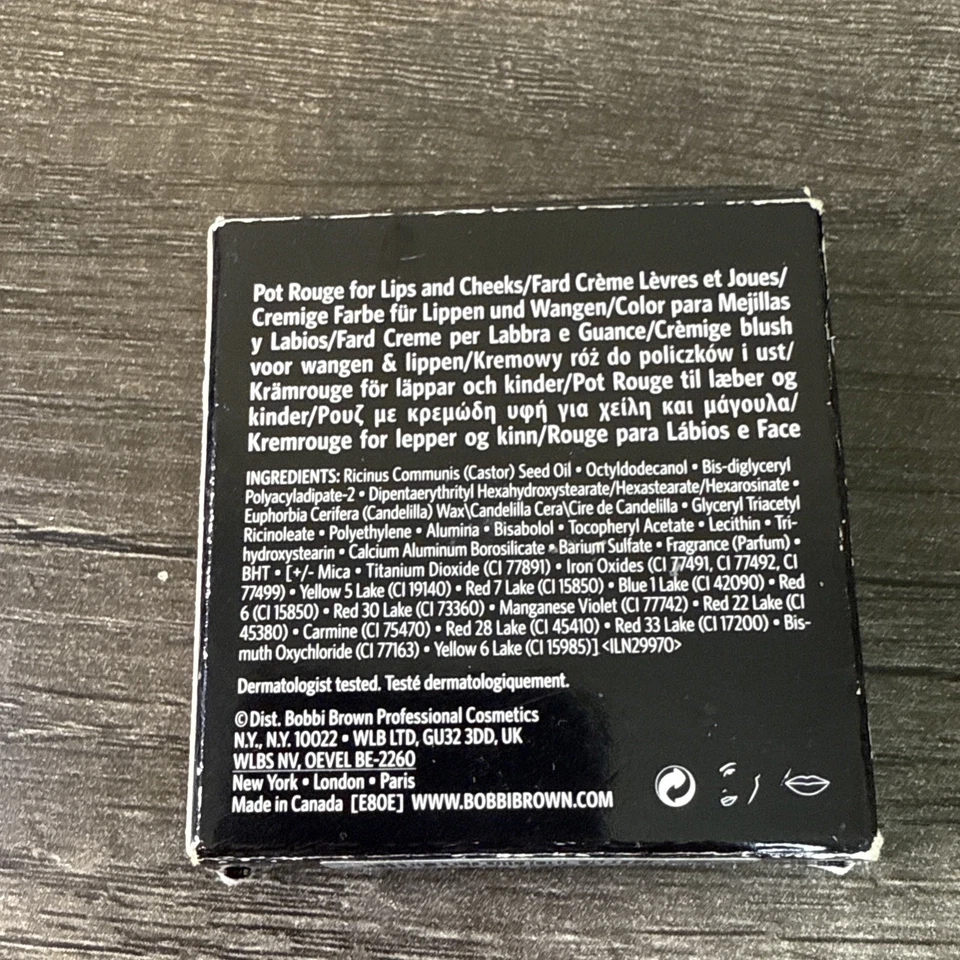 Pot Rouge for Lips and Cheeks/Fard Crème Lèvres et Joues/
Cremige Farbe für Lippen und Wangen/Color para Mejillas
y Labios/Fard Creme per Labbra e Guance/Crèmige blush
voor wangen & lippen/Kremowy róż do policzków i ust/
Krämrouge för läppar och kinder/Pot Rouge til læber og
kinder/Ρουζ με κρεμώδη υφή για χείλη και μάγουλα/
Kremrouge for lepper og kinn/Rouge para Lábios e Face
INGREDIENTS: Ricinus Communis (Castor) Seed Oil • Octyldodecanol • Bis-diglyceryl
Polyacyladipate-2 • Dipentaerythrityl Hexahydroxystearate/Hexastearate/Hexarosinate •
Euphorbia Cerifera (Candelilla) Wax\Candelilla Cera\Cire de Candelilla • Glyceryl Triacetyl
Ricinoleate • Polyethylene • Alumina • Bisabolol • Tocopheryl Acetate • Lecithin • Tri-
hydroxystearin • Calcium Aluminum Borosilicate • Barium Sulfate • Fragrance (Parfum) •
BHT • [+/- Mica • Titanium Dioxide (CI 77891) • Iron Oxides (CI 77491, CI 77492, CI
77499) • Yellow 5 Lake (CI 19140) • Red 7 Lake (CI 15850) • Blue 1 Lake (CI 42090) • Red
6 (CI 15850) • Red 30 Lake (CI 73360) • Manganese Violet (CI 77742) • Red 22 Lake (CI
45380) • Carmine (CI 75470) • Red 28 Lake (CI 45410) • Red 33 Lake (CI 17200) • Bis-
muth Oxychloride (CI 77163) • Yellow 6 Lake (CI 15985)] <ILN29970>
Dermatologist tested. Testé dermatologiquement.
© Dist. Bobbi Brown Professional Cosmetics
N.Y., N.Y. 10022 • WLB LTD, GU32 3DD, UK
WLBS NV, OEVEL BE-2260
New York • London • Paris
Made in Canada [E80E] WWW.BOBBIBROWN.COM